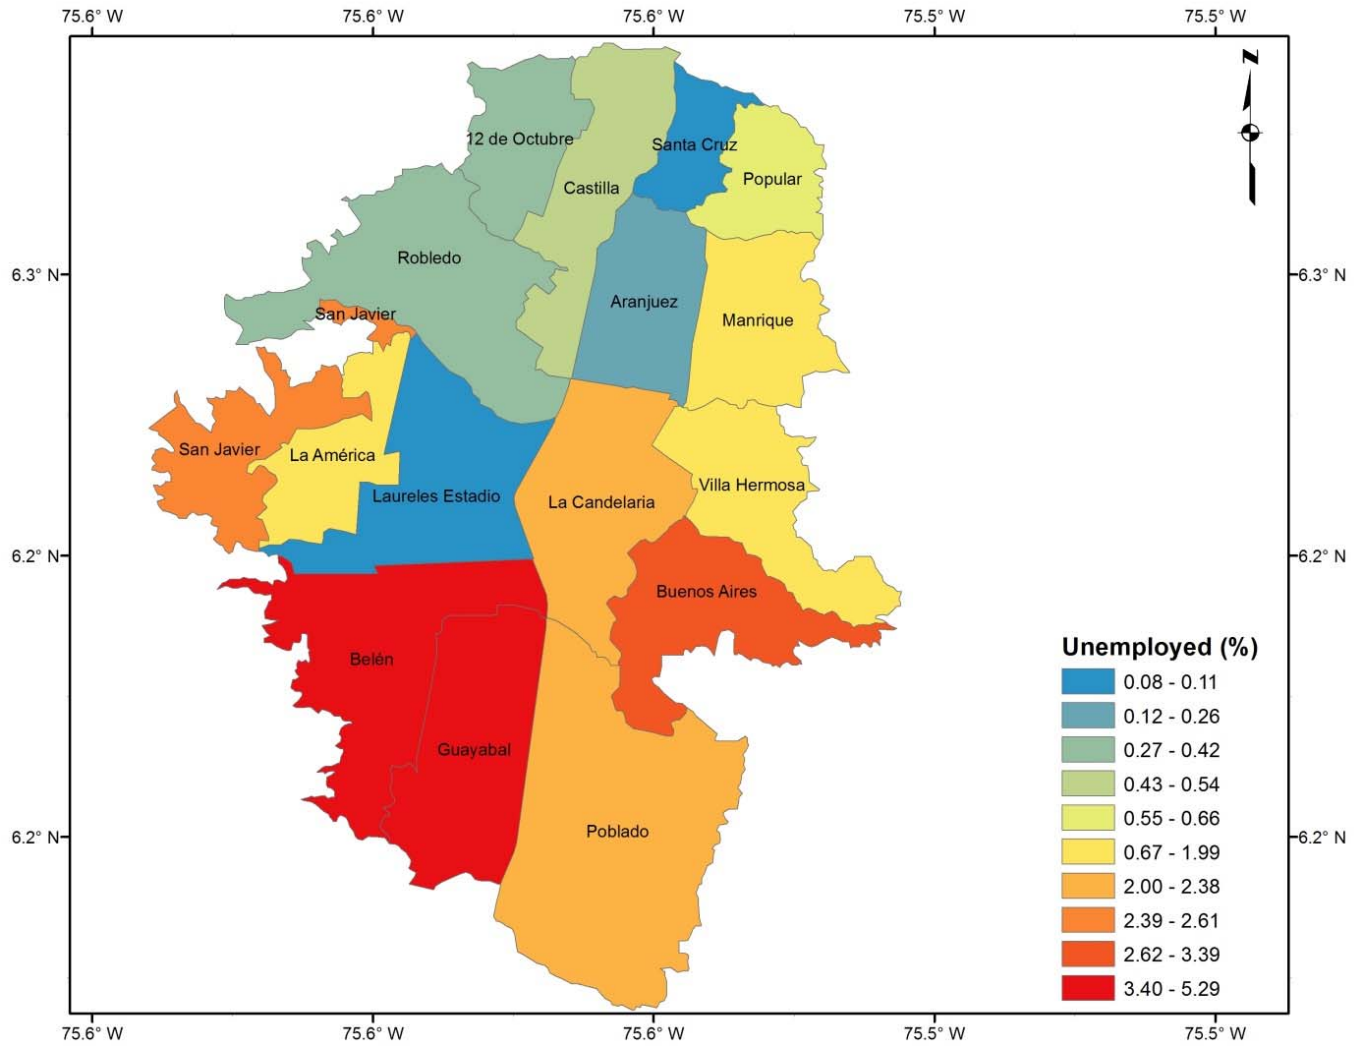 75.6° W 75.6° W 75.6° W 75.5° W 75.5° W
N
12 de Octubre
Santa Cruz
Castilla
Popular
Robledo
6.3° N 6.3° N
Aranjuez
San Javier
Manrique
San Javier
La América
Villa Hermosa
Laureles Estadio
La Candelaria
6.2° N 6.2° N
Buenos Aires
Belén
Guayabal
Poblado
6.2° N 6.2° N
Unemployed (%)
0.08 - 0.11
0.12 - 0.26
0.27 - 0.42
0.43 - 0.54
0.55 - 0.66
0.67 - 1.99
2.00 - 2.38
2.39 - 2.61
2.62 - 3.39
3.40 - 5.29
75.6° W 75.6° W 75.6° W 75.5° W 75.5° W